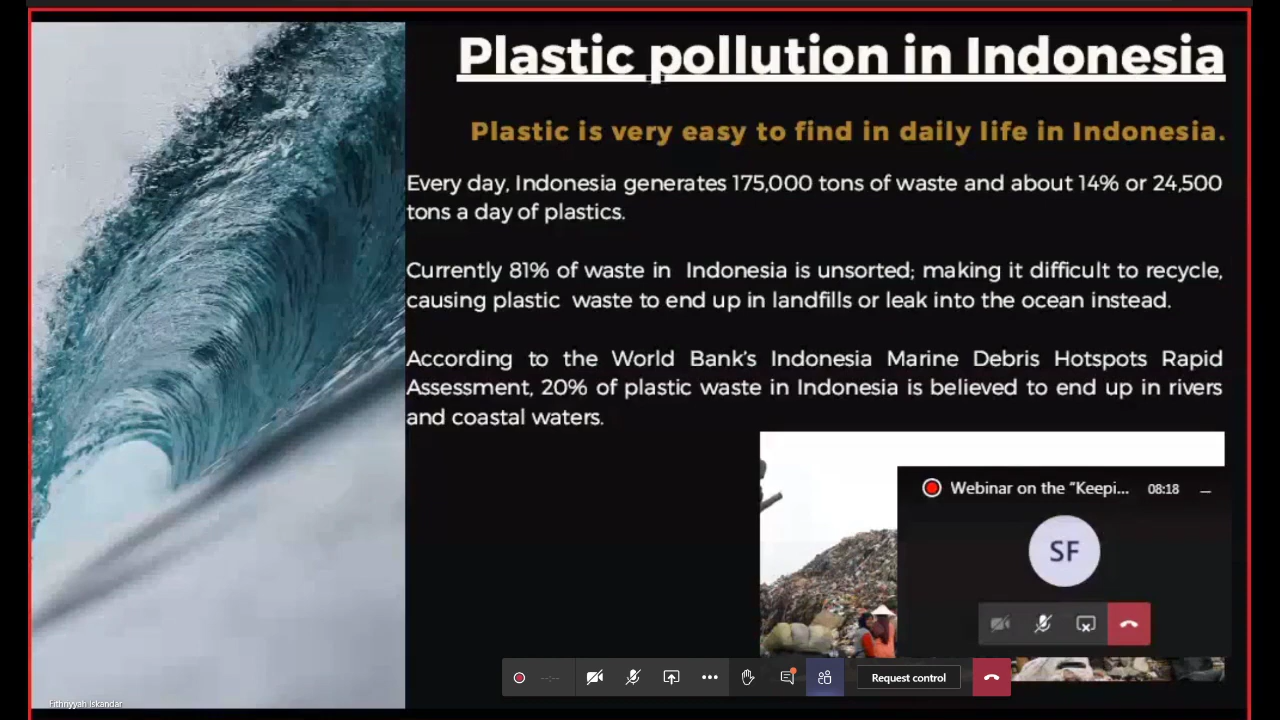 Plastic pollution in Indonesia
Plastic is very easy to find in daily life in Indonesia.
Every day, Indonesia generates 175,000 tons of waste and about 14% or 24,500
tons a day of plastics.
Currently 81% of waste in Indonesia is unsorted; making it difficult to recycle,
causing plastic waste to end up in landfills or leak into the ocean instead.
According to the World Bank's Indonesia Marine Debris Hotspots Rapid
Assessment, 20% of plastic waste in Indonesia is believed to end up in rivers
and coastal waters.
Webinar on the "Keepi... 08:18
SF
--:--
Request control
Fithriyyah Iskandar